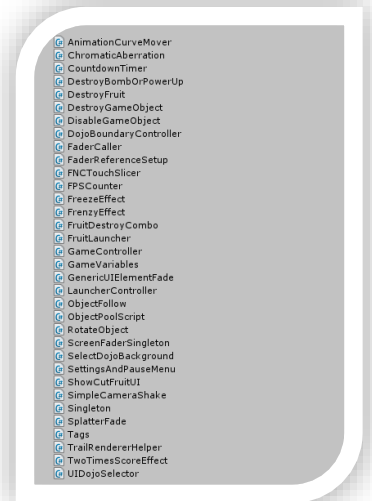 AnimationCurveMover
ChromaticAberration
CountdownTimer
DestroyBombOrPowerUp
DestroyFruit
DestroyGameObject
DisableGameObject
DojoBoundaryController
FaderCaller
FaderReferenceSetup
FNCTouchSlicer
FPSCounter
FreezeEffect
FrenzyEffect
FruitDestroyCombo
FruitLauncher
GameController
GameVariables
GenericUIElementFade
LauncherController
ObjectFollow
ObjectPoolScript
RotateObject
ScreenFaderSingleton
SelectDojoBackground
SettingsAndPauseMenu
ShowCutFruitUI
SimpleCameraShake
Singleton
SplatterFade
Tags
TrailRendererHelper
TwoTimesScoreEffect
UIDojoSelector